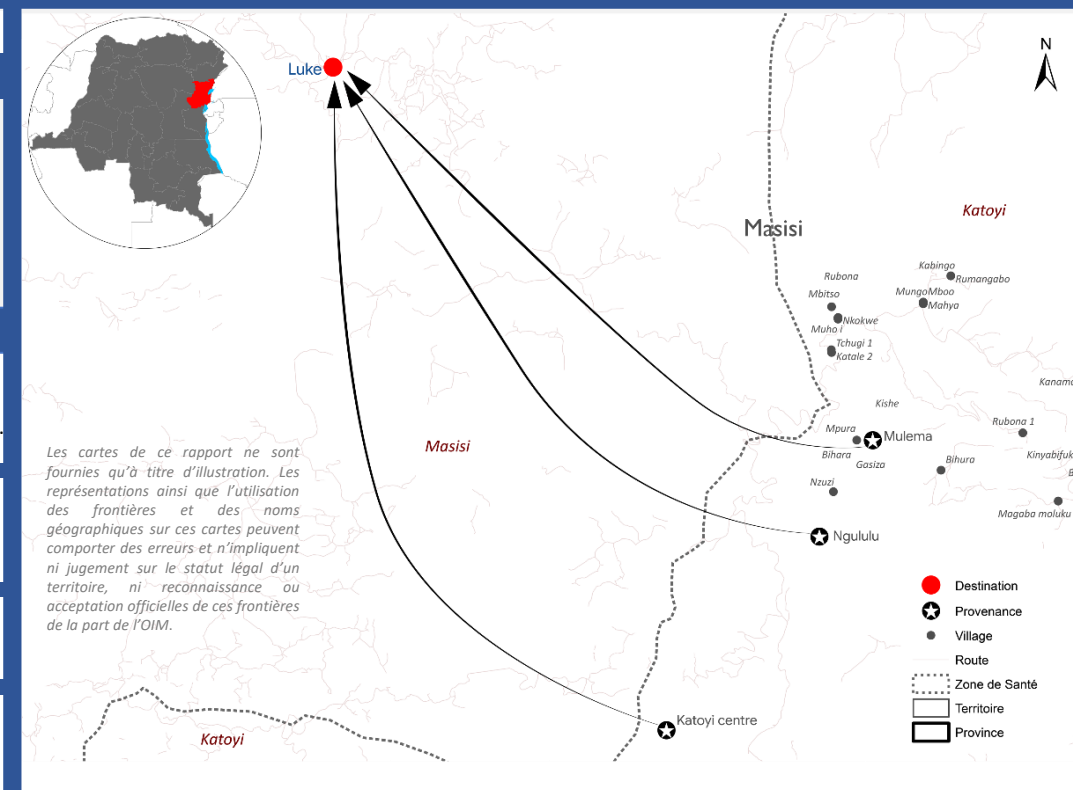 Luke
N
Masisi
Katoyi
Rubona
Kabingo
Rumangabo
Mbitso
MungoMboo
Mahya
Nkokwe
Muho i
Tchugi 1
Katale 2
Kishe
Mpura
Mulema
Rubona 1
Bihara
Gasiza
Bihura
Nzuzi
Magaba moluku
Masisi
Ngululu
Katoyi centre
Katoyi
Les cartes de ce rapport ne sont
fournies qu'à titre d'illustration. Les
représentations ainsi que l'utilisation
des frontières et des noms
géographiques sur ces cartes peuvent
comporter des erreurs et n'impliquent
ni jugement sur le statut légal d'un
territoire, ni reconnaissance ou
acceptation officielles de ces frontières
de la part de l'OIM.
Destination
Provenance
Village
Route
Zone de Santé
Territoire
Province